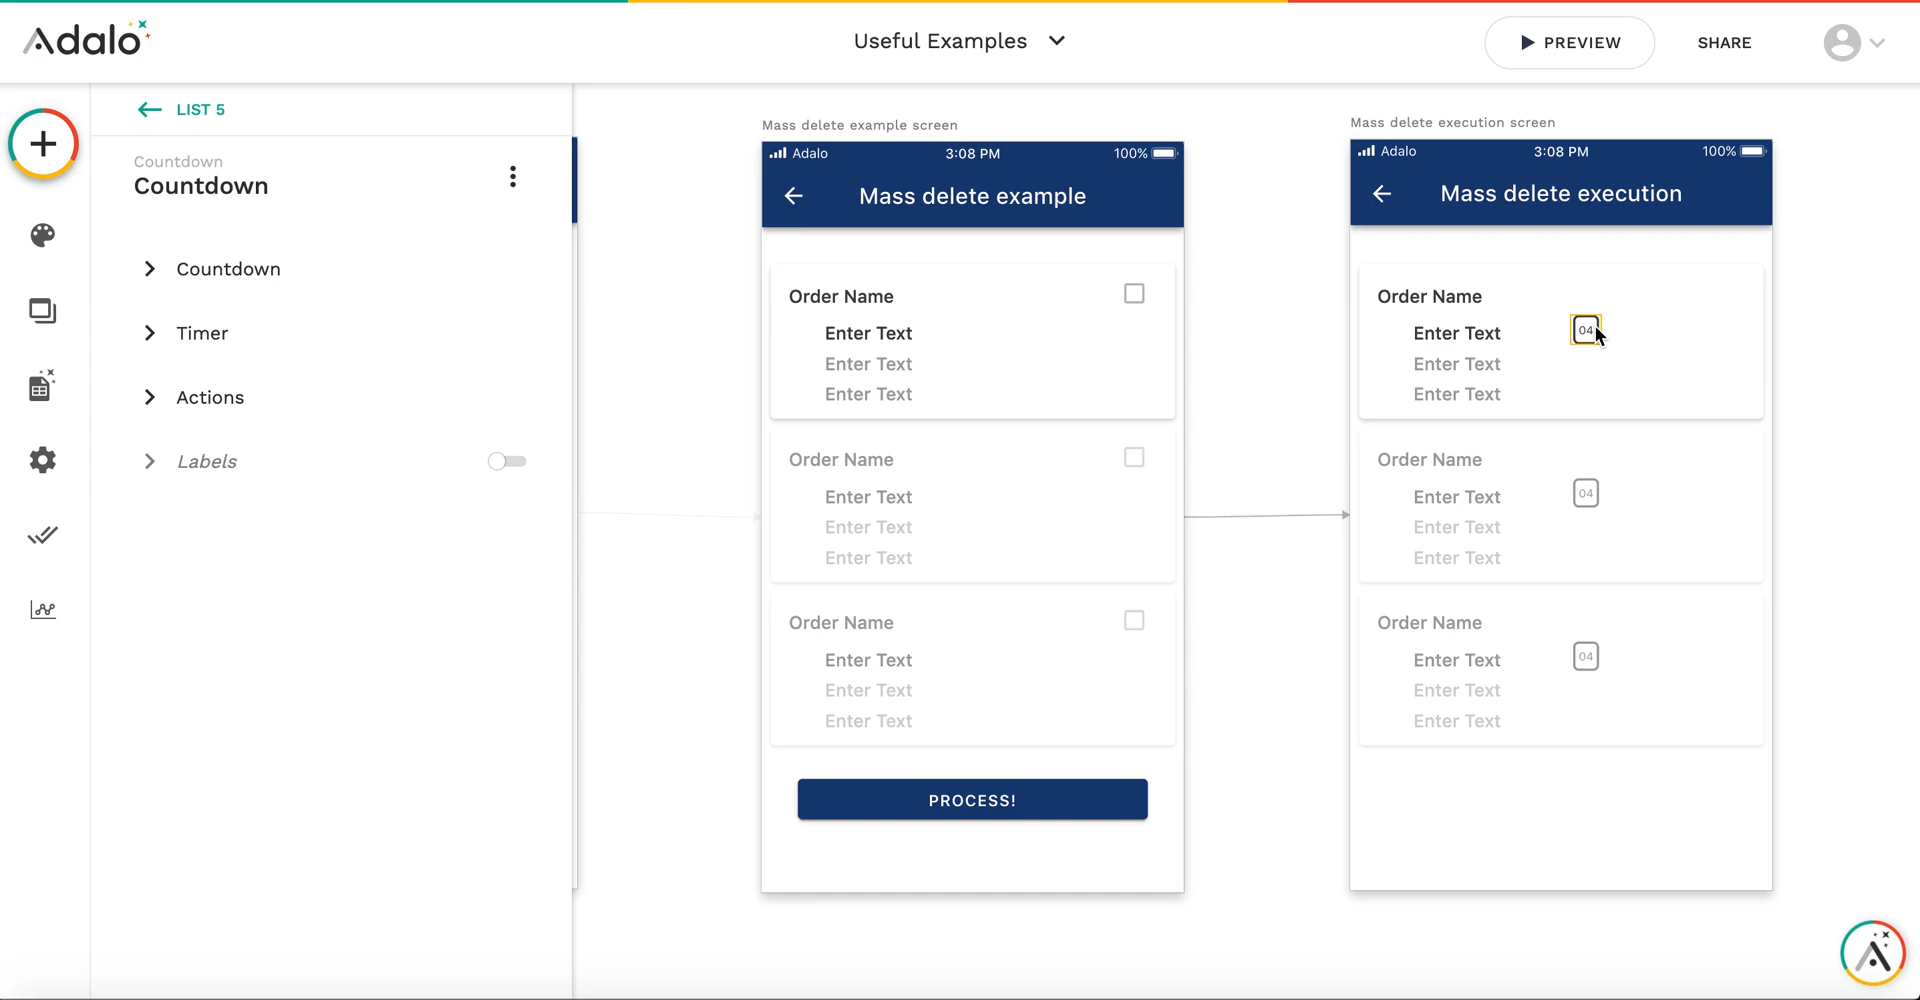 Adalo
Useful Examples
PREVIEW
SHARE
LIST 5
Countdown
Countdown
Countdown
Timer
Actions
Labels
Mass delete example screen
Adalo 3:08 PM 100%
Mass delete example
Order Name
Enter Text
Enter Text
Enter Text
Order Name
Enter Text
Enter Text
Enter Text
Order Name
Enter Text
Enter Text
Enter Text
PROCESS!
Mass delete execution screen
Adalo 3:08 PM 100%
Mass delete execution
Order Name
Enter Text 04
Enter Text
Enter Text
Order Name
Enter Text 04
Enter Text
Enter Text
Order Name
Enter Text 04
Enter Text
Enter Text